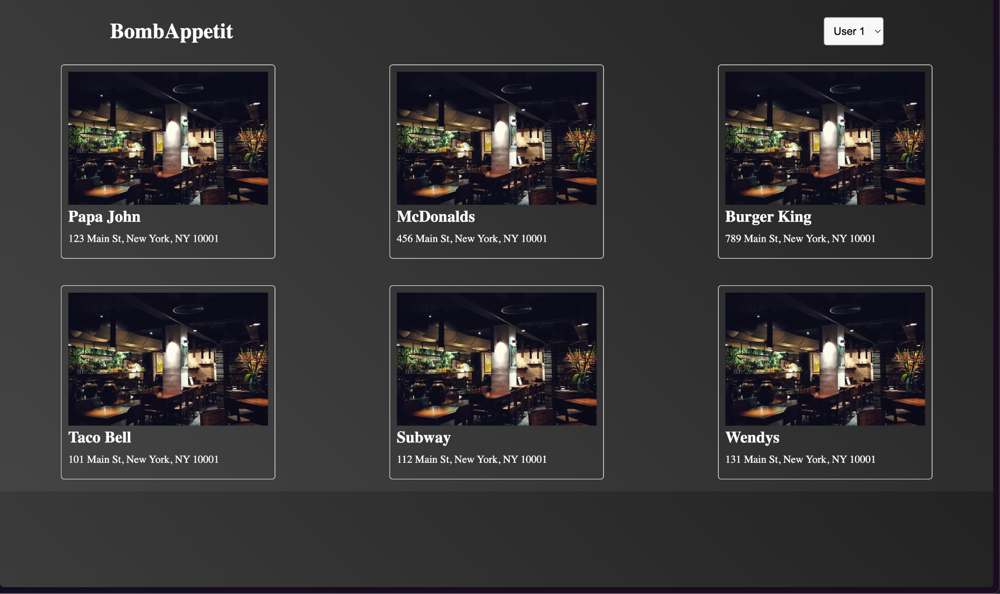 BombAppetit
User 1
Papa John
123 Main St, New York, NY 10001
McDonalds
456 Main St, New York, NY 10001
Burger King
789 Main St, New York, NY 10001
Taco Bell
101 Main St, New York, NY 10001
Subway
112 Main St, New York, NY 10001
Wendys
131 Main St, New York, NY 10001